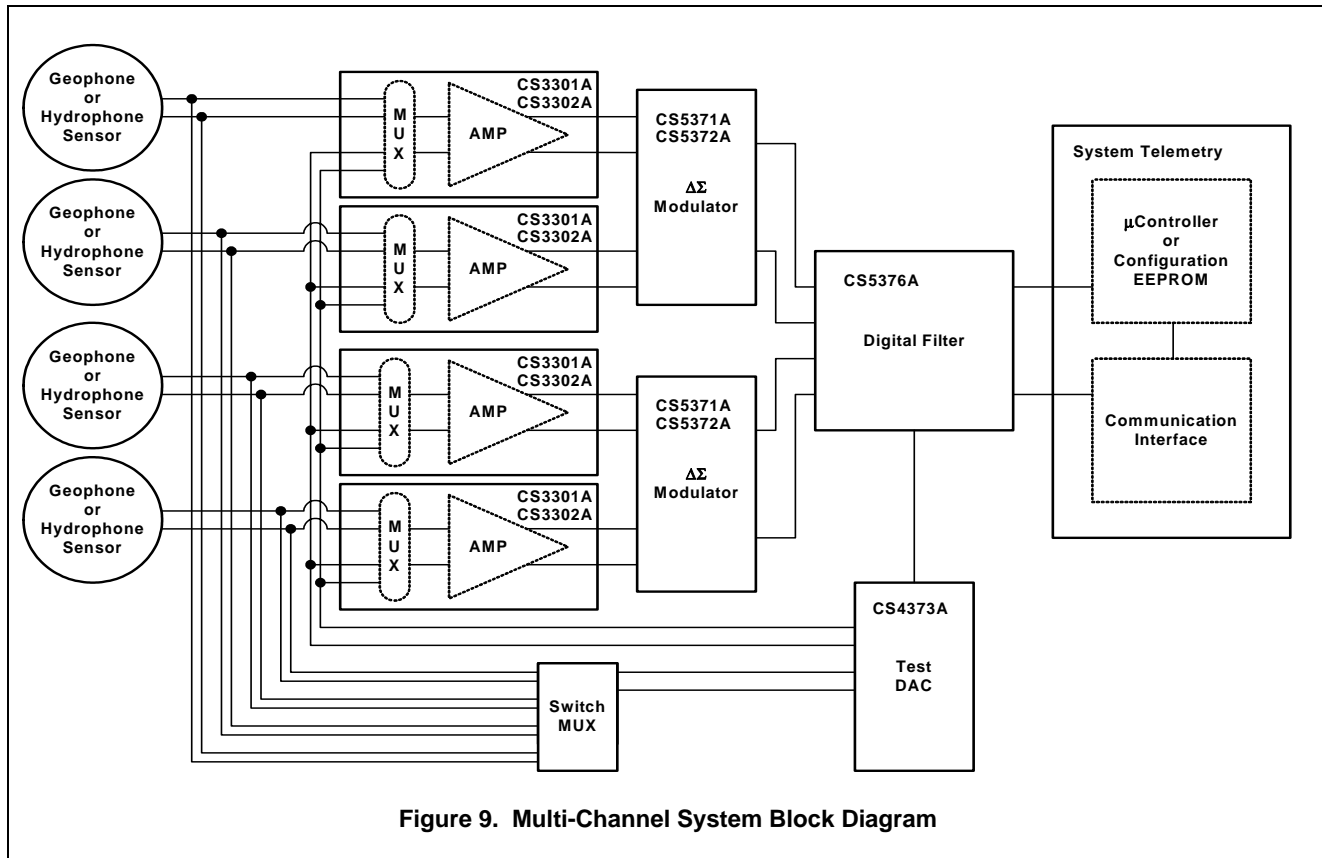 Geophone
or
Hydrophone
Sensor
Geophone
or
Hydrophone
Sensor
Geophone
or
Hydrophone
Sensor
Geophone
or
Hydrophone
Sensor
CS3301A
CS3302A
M
U
X
AMP
CS3301A
CS3302A
M
U
X
AMP
CS3301A
CS3302A
M
U
X
AMP
CS3301A
CS3302A
M
U
X
AMP
CS5371A
CS5372A
ΔΣ
Modulator
CS5371A
CS5372A
ΔΣ
Modulator
CS5376A
Digital Filter
System Telemetry
μController
or
Configuration
EEPROM
Communication
Interface
CS4373A
Test
DAC
Switch
MUX
Figure 9. Multi-Channel System Block Diagram